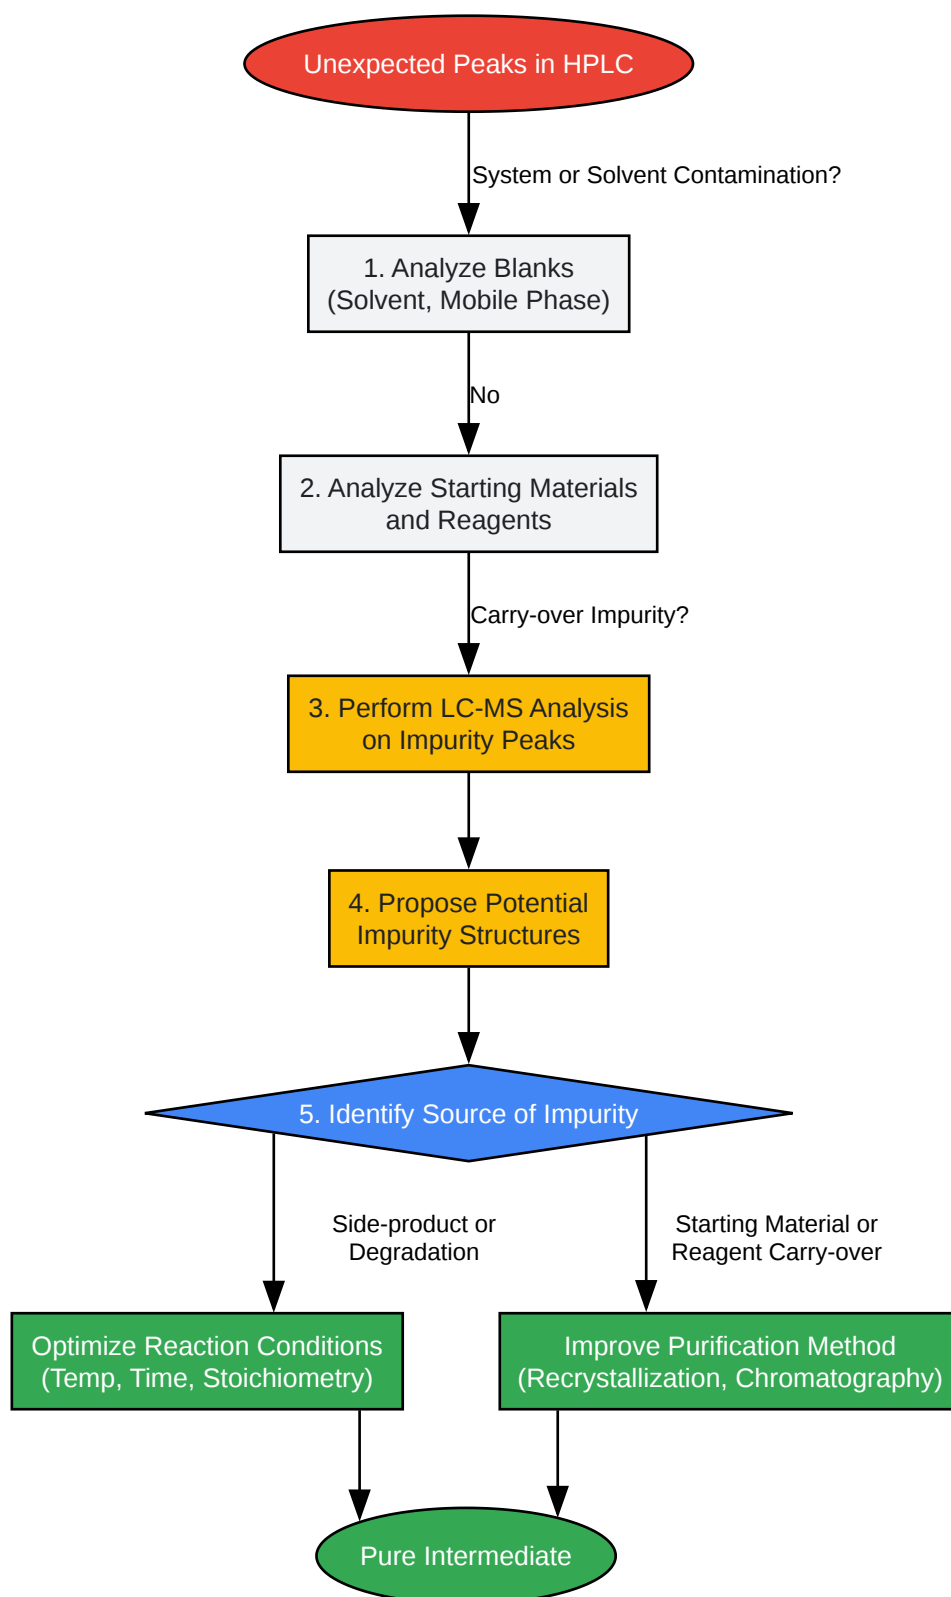 Unexpected Peaks in HPLC
System or Solvent Contamination?
1. Analyze Blanks
(Solvent, Mobile Phase)
No
2. Analyze Starting Materials
and Reagents
Carry-over Impurity?
3. Perform LC-MS Analysis
on Impurity Peaks
4. Propose Potential
Impurity Structures
5. Identify Source of Impurity
Side-product or
Degradation
Starting Material or
Reagent Carry-over
Optimize Reaction Conditions
(Temp, Time, Stoichiometry)
Improve Purification Method
(Recrystallization, Chromatography)
Pure Intermediate